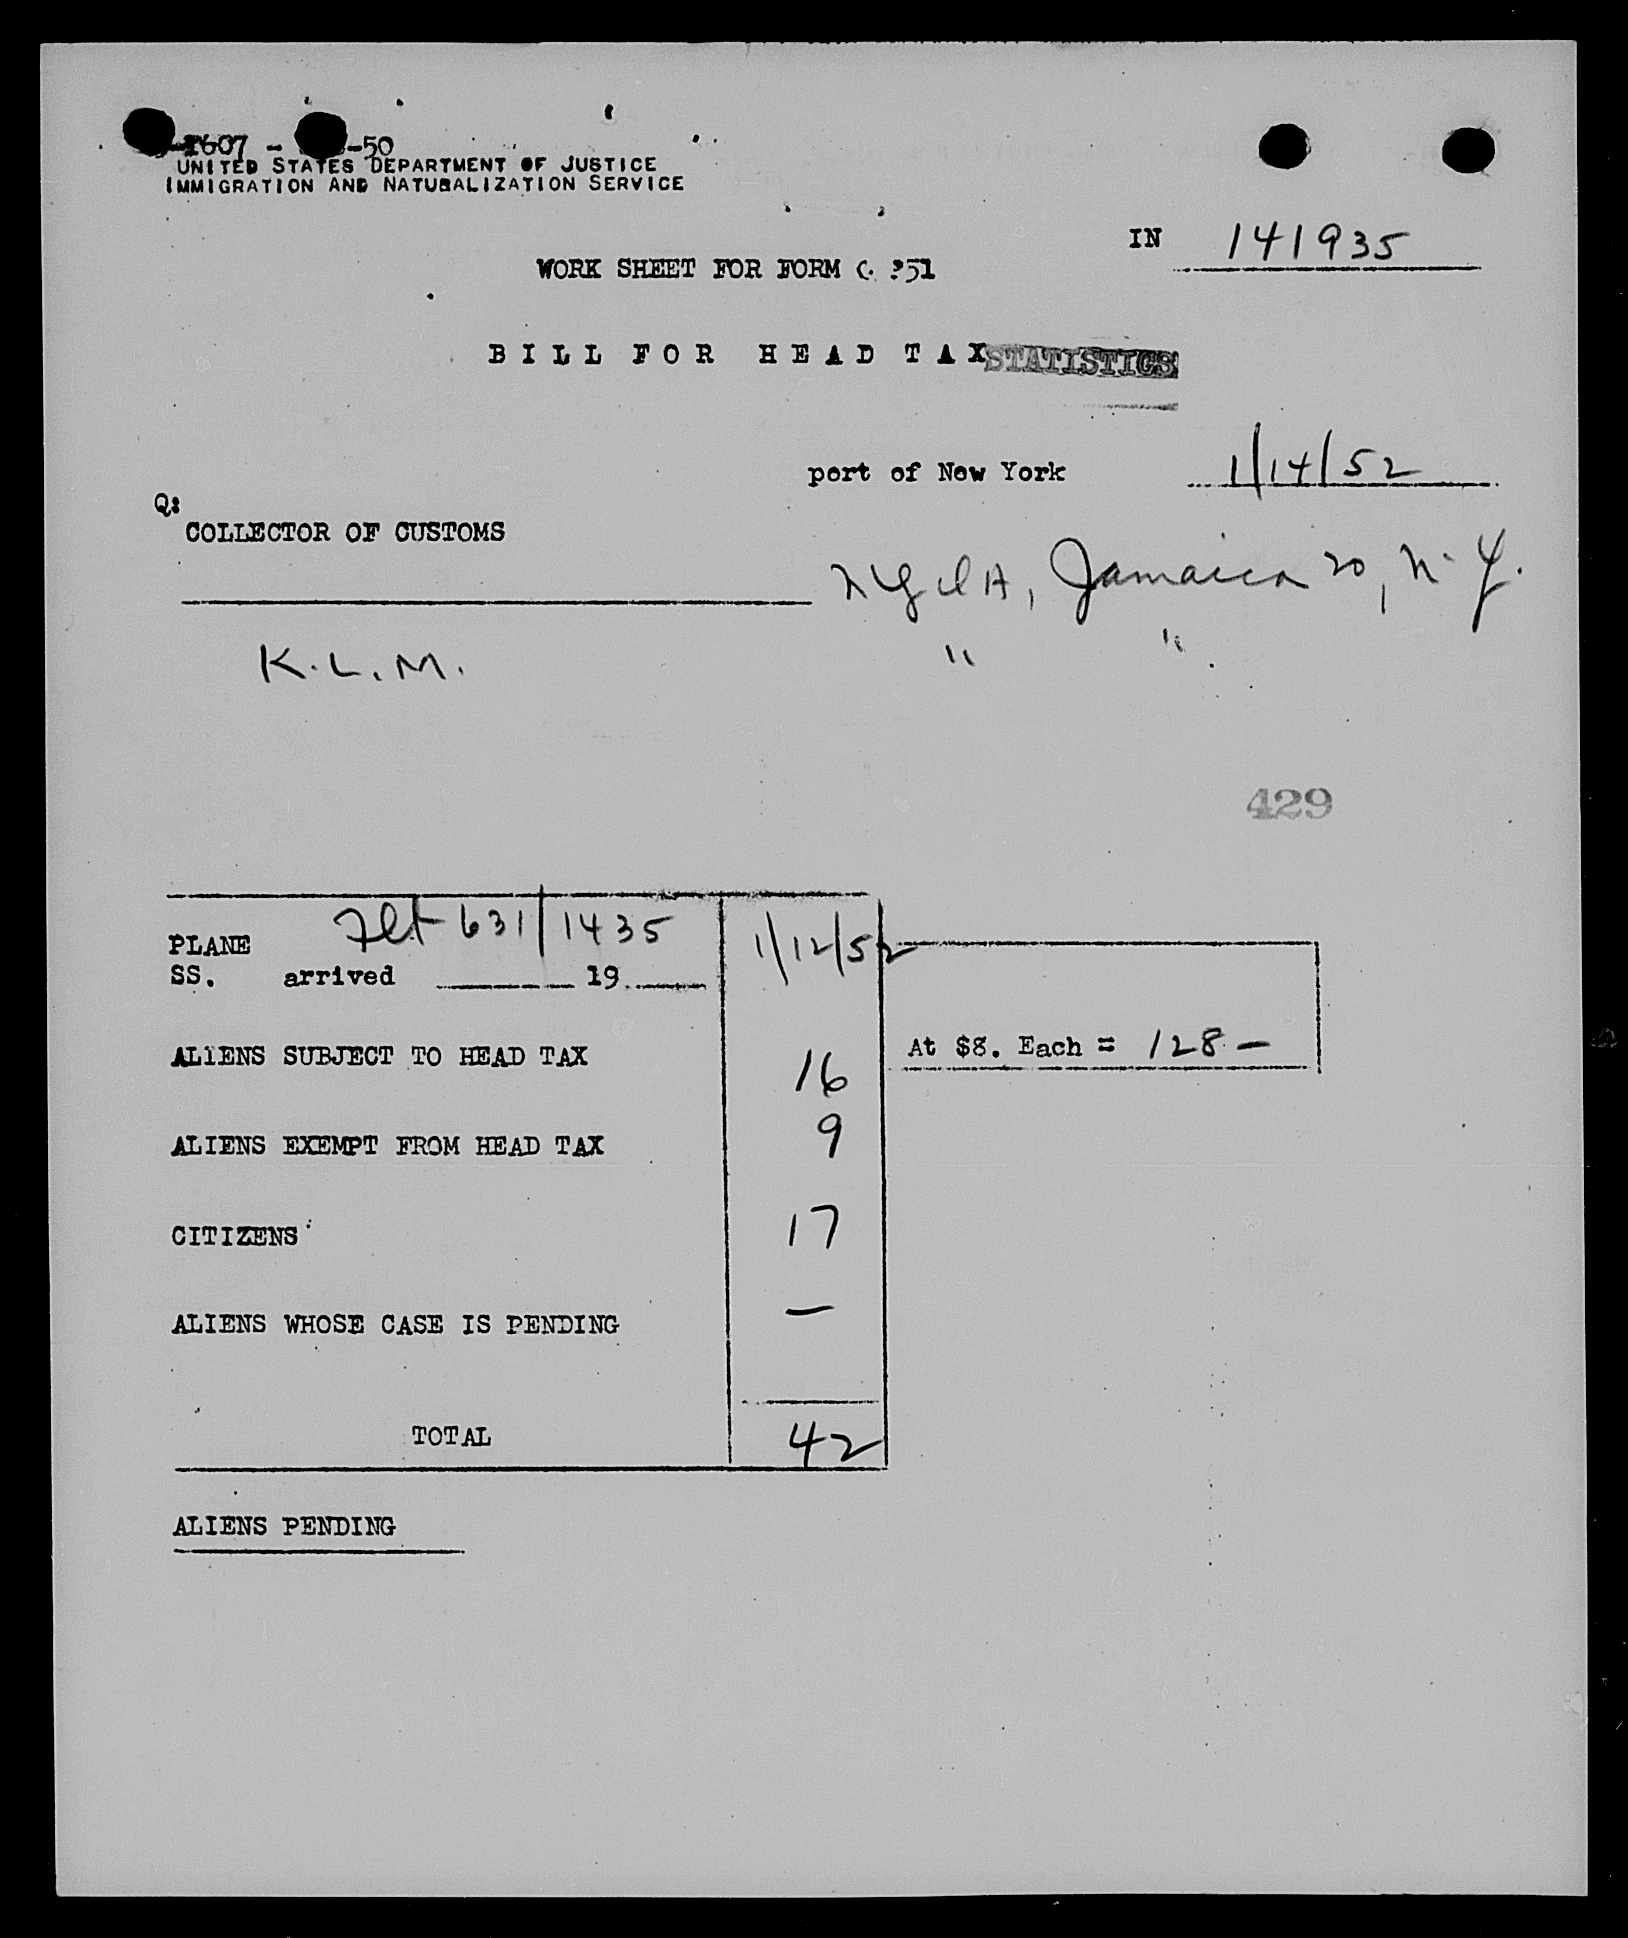 -50
UNITED STATES DEPARTMENT OF JUSTICE
IMMIGRATION AND NATURALIZATION SERVICE
IN 141935
WORK SHEET FOR FORM 51
BILL FOR HEAD TAX STATISTICS
port of New York 1/14/52
Q:
COLLECTOR OF CUSTOMS
NYIA, Jamaica 20, N.Y.
K.L.M. " "
429
Flt 631/1435 1/12/52
PLANE
SS. arrived 19
ALIENS SUBJECT TO HEAD TAX 16 At $8. Each = 128 —
ALIENS EXEMPT FROM HEAD TAX 9
CITIZENS 17
ALIENS WHOSE CASE IS PENDING —
TOTAL 42
ALIENS PENDING